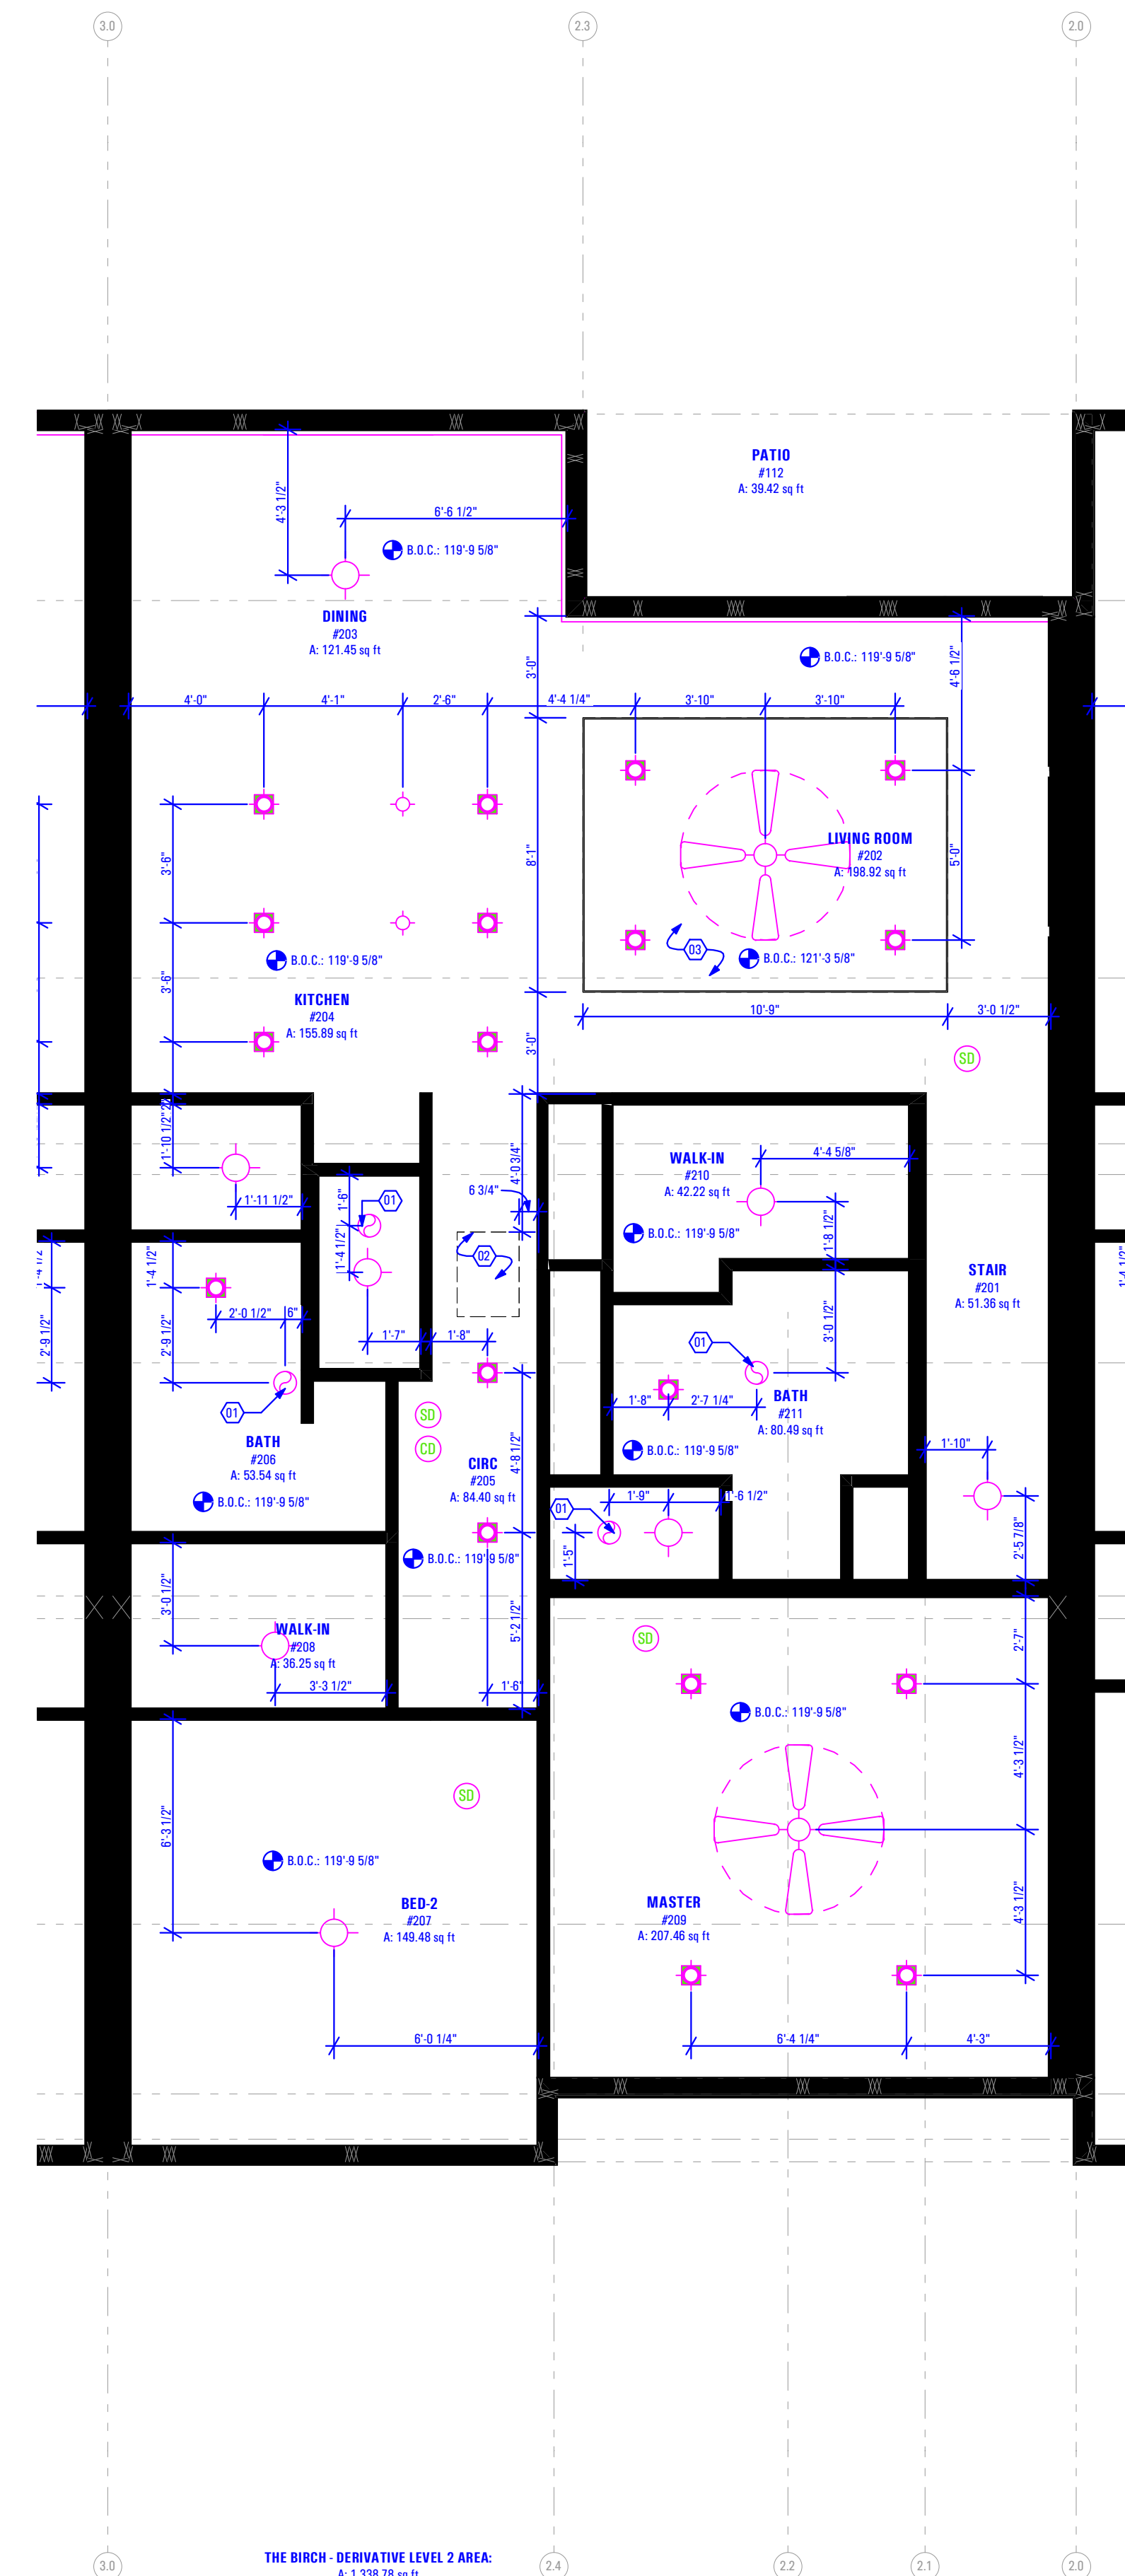 3.0
2.3
2.0
PATIO
#112
A: 39.42 sq ft
4'-3 1/2"
6'-6 1/2"
B.O.C.: 119'-9 5/8"
DINING
#203
A: 121.45 sq ft
3'-0"
B.O.C.: 119'-9 5/8"
4'-6 1/2"
4'-0"
4'-1"
2'-6"
4'-4 1/4"
3'-10"
3'-10"
3'-6"
8'-1"
LIVING ROOM
#202
A: 198.92 sq ft
5'-0"
3'-6"
B.O.C.: 119'-9 5/8"
03
B.O.C.: 121'-3 5/8"
KITCHEN
#204
A: 155.89 sq ft
10'-9"
3'-0 1/2"
3'-0"
SD
1'-10 1/2"
4'-0 3/4"
WALK-IN
#210
A: 42.22 sq ft
4'-4 5/8"
1'-11 1/2"
1'-6"
01
6 3/4"
B.O.C.: 119'-9 5/8"
1'-8 1/2"
1'-4 1/2"
1'-4 1/2"
02
STAIR
#201
A: 51.36 sq ft
1'-4 1/2"
2'-0 1/2"
6"
2'-9 1/2"
2'-9 1/2"
1'-7"
1'-8"
01
3'-0 1/2"
01
SD
CD
1'-8"
2'-7 1/4"
BATH
#211
A: 80.49 sq ft
BATH
#206
A: 53.54 sq ft
4'-8 1/2"
B.O.C.: 119'-9 5/8"
1'-10"
CIRC
#205
A: 84.40 sq ft
B.O.C.: 119'-9 5/8"
01
1'-9"
1'-6 1/2"
1'-5"
2'-5 7/8"
B.O.C.: 119'-9 5/8"
3'-0 1/2"
WALK-IN
#208
A: 36.25 sq ft
5'-2 1/2"
SD
2'-7"
3'-3 1/2"
1'-6"
B.O.C.: 119'-9 5/8"
4'-3 1/2"
SD
6'-3 1/2"
B.O.C.: 119'-9 5/8"
BED-2
#207
A: 149.48 sq ft
MASTER
#209
A: 207.46 sq ft
4'-3 1/2"
6'-0 1/4"
6'-4 1/4"
4'-3"
THE BIRCH - DERIVATIVE LEVEL 2 AREA:
A: 1,338.78 sq ft
3.0
2.4
2.2
2.1
2.0